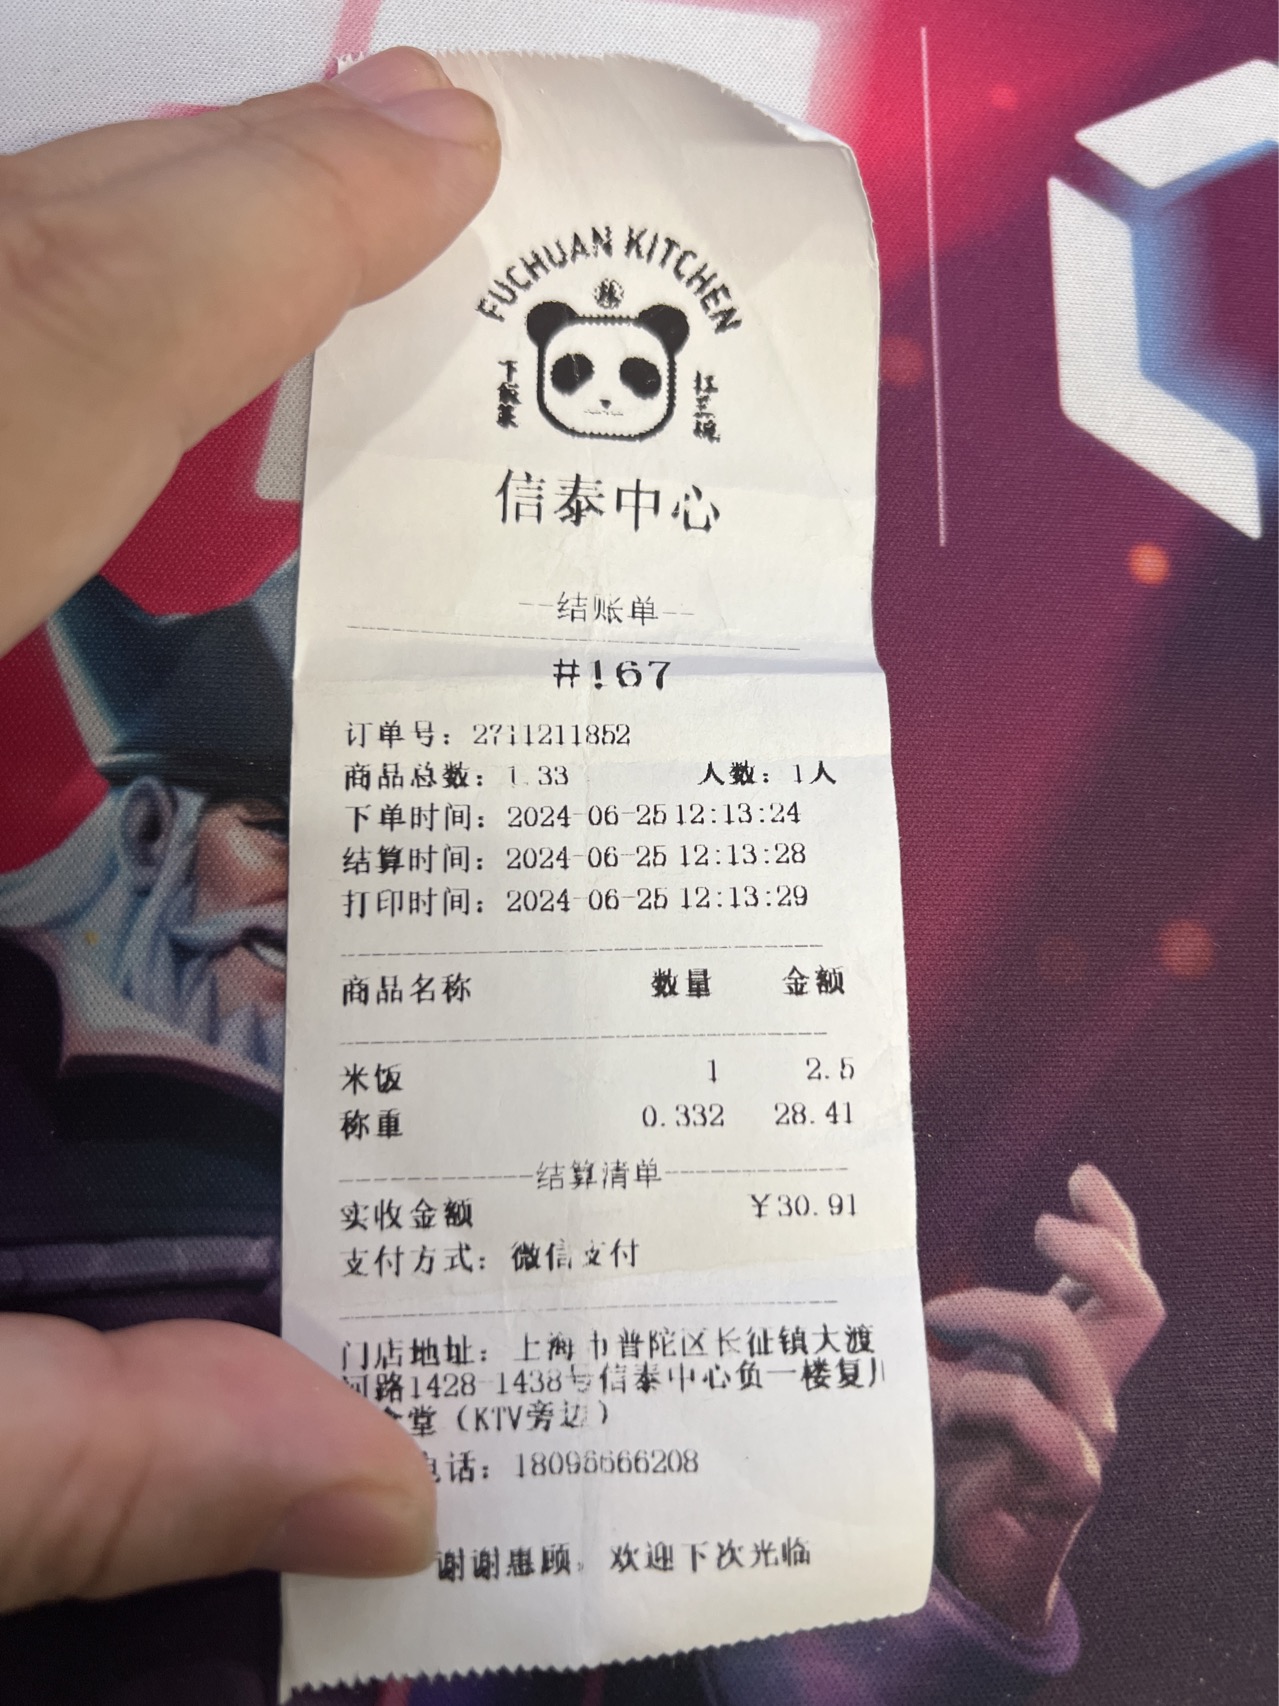 FUCHUAN KITCHEN
下飯菜
扛三碗
信泰中心
--结账单--
#167
订单号：2711211852
商品总数：1.33 人数：1人
下单时间：2024-06-25 12:13:24
结算时间：2024-06-25 12:13:28
打印时间：2024-06-25 12:13:29
商品名称 数量 金额
米饭 1 2.5
称重 0.332 28.41
结算清单
实收金额 ￥30.91
支付方式：微信支付
门店地址：上海市普陀区长征镇大渡
河路1428-1438号信泰中心负一楼复川
食堂（KTV旁边）
电话：18096666208
谢谢惠顾，欢迎下次光临